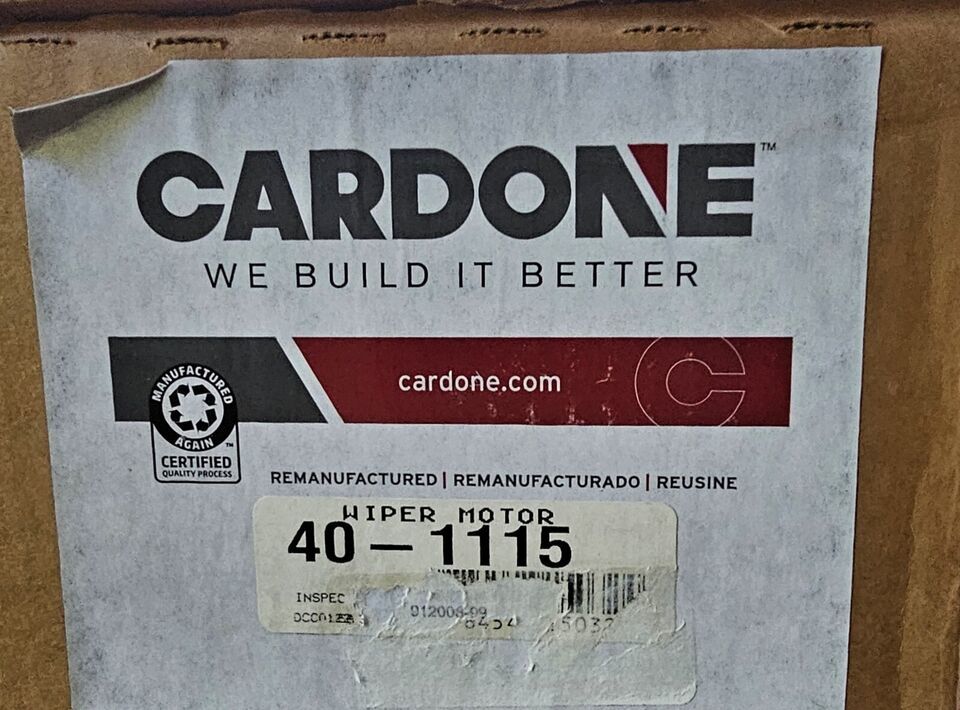 CARDONE™
WE BUILD IT BETTER
cardone.com
MANUFACTURED
AGAIN™
CERTIFIED
QUALITY PROCESS
REMANUFACTURED | REMANUFACTURADO | REUSINE
WIPER MOTOR
40-1115
INSPEC